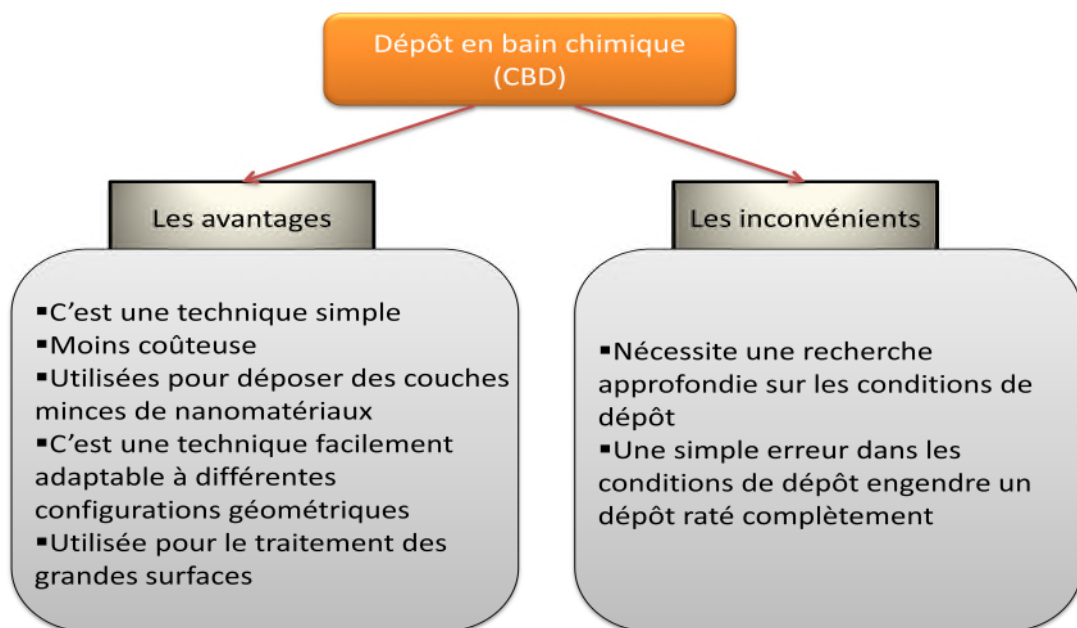 Dépôt en bain chimique
(CBD)
Les avantages
▪C’est une technique simple
▪Moins coûteuse
▪Utilisées pour déposer des couches
minces de nanomatériaux
▪C’est une technique facilement
adaptable à différentes
configurations géométriques
▪Utilisée pour le traitement des
grandes surfaces
Les inconvénients
▪Nécessite une recherche
approfondie sur les conditions de
dépôt
▪Une simple erreur dans les
conditions de dépôt engendre un
dépôt raté complètement